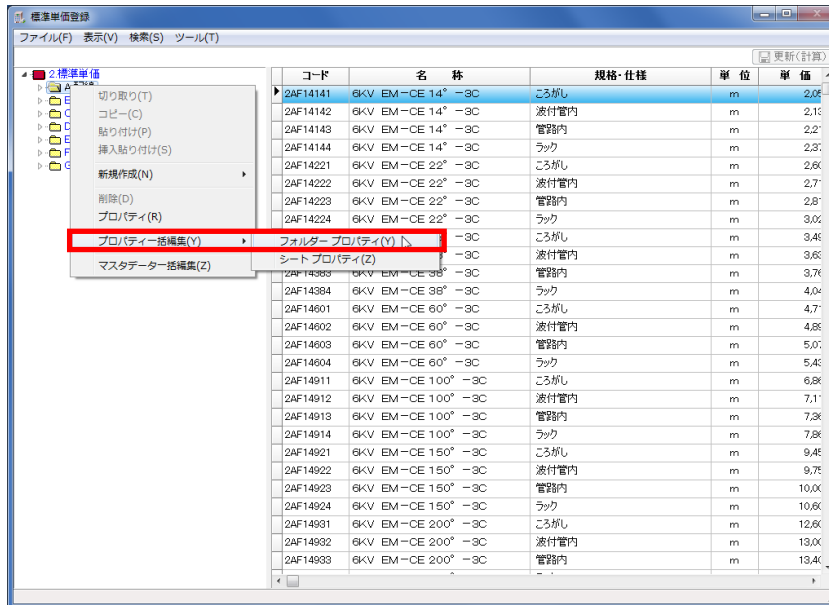 標準単価登録
ファイル(F) 表示(V) 検索(S) ツール(T)
更新(計算)
2.標準単価
A
E
C
D
E
F
G
切り取り(T)
コピー(C)
貼り付け(P)
挿入貼り付け(S)
新規作成(N)
削除(D)
プロパティ(R)
プロパティー括編集(Y)
マスタデーター括編集(Z)
フォルダー プロパティ(Y)
シート プロパティ(Z)
コード 名 称 規格・仕様 単 位 単 価
2AF14141 6KV EM-CE 14° -3C ころがし m
2AF14142 6KV EM-CE 14° -3C 波付管内 m
2AF14143 6KV EM-CE 14° -3C 管路内 m
2AF14144 6KV EM-CE 14° -3C ラック m
2AF14221 6KV EM-CE 22° -3C ころがし m
2AF14222 6KV EM-CE 22° -3C 波付管内 m
2AF14223 6KV EM-CE 22° -3C 管路内 m
2AF14224 6KV EM-CE 22° -3C ラック m
ころがし m
-3C 波付管内 m
2AF14383 6KV EM-CE 38° -3C 管路内 m
2AF14384 6KV EM-CE 38° -3C ラック m
2AF14601 6KV EM-CE 60° -3C ころがし m
2AF14602 6KV EM-CE 60° -3C 波付管内 m
2AF14603 6KV EM-CE 60° -3C 管路内 m
2AF14604 6KV EM-CE 60° -3C ラック m
2AF14911 6KV EM-CE 100° -3C ころがし m
2AF14912 6KV EM-CE 100° -3C 波付管内 m
2AF14913 6KV EM-CE 100° -3C 管路内 m
2AF14914 6KV EM-CE 100° -3C ラック m
2AF14921 6KV EM-CE 150° -3C ころがし m
2AF14922 6KV EM-CE 150° -3C 波付管内 m
2AF14923 6KV EM-CE 150° -3C 管路内 m
2AF14924 6KV EM-CE 150° -3C ラック m
2AF14931 6KV EM-CE 200° -3C ころがし m
2AF14932 6KV EM-CE 200° -3C 波付管内 m
2AF14933 6KV EM-CE 200° -3C 管路内 m